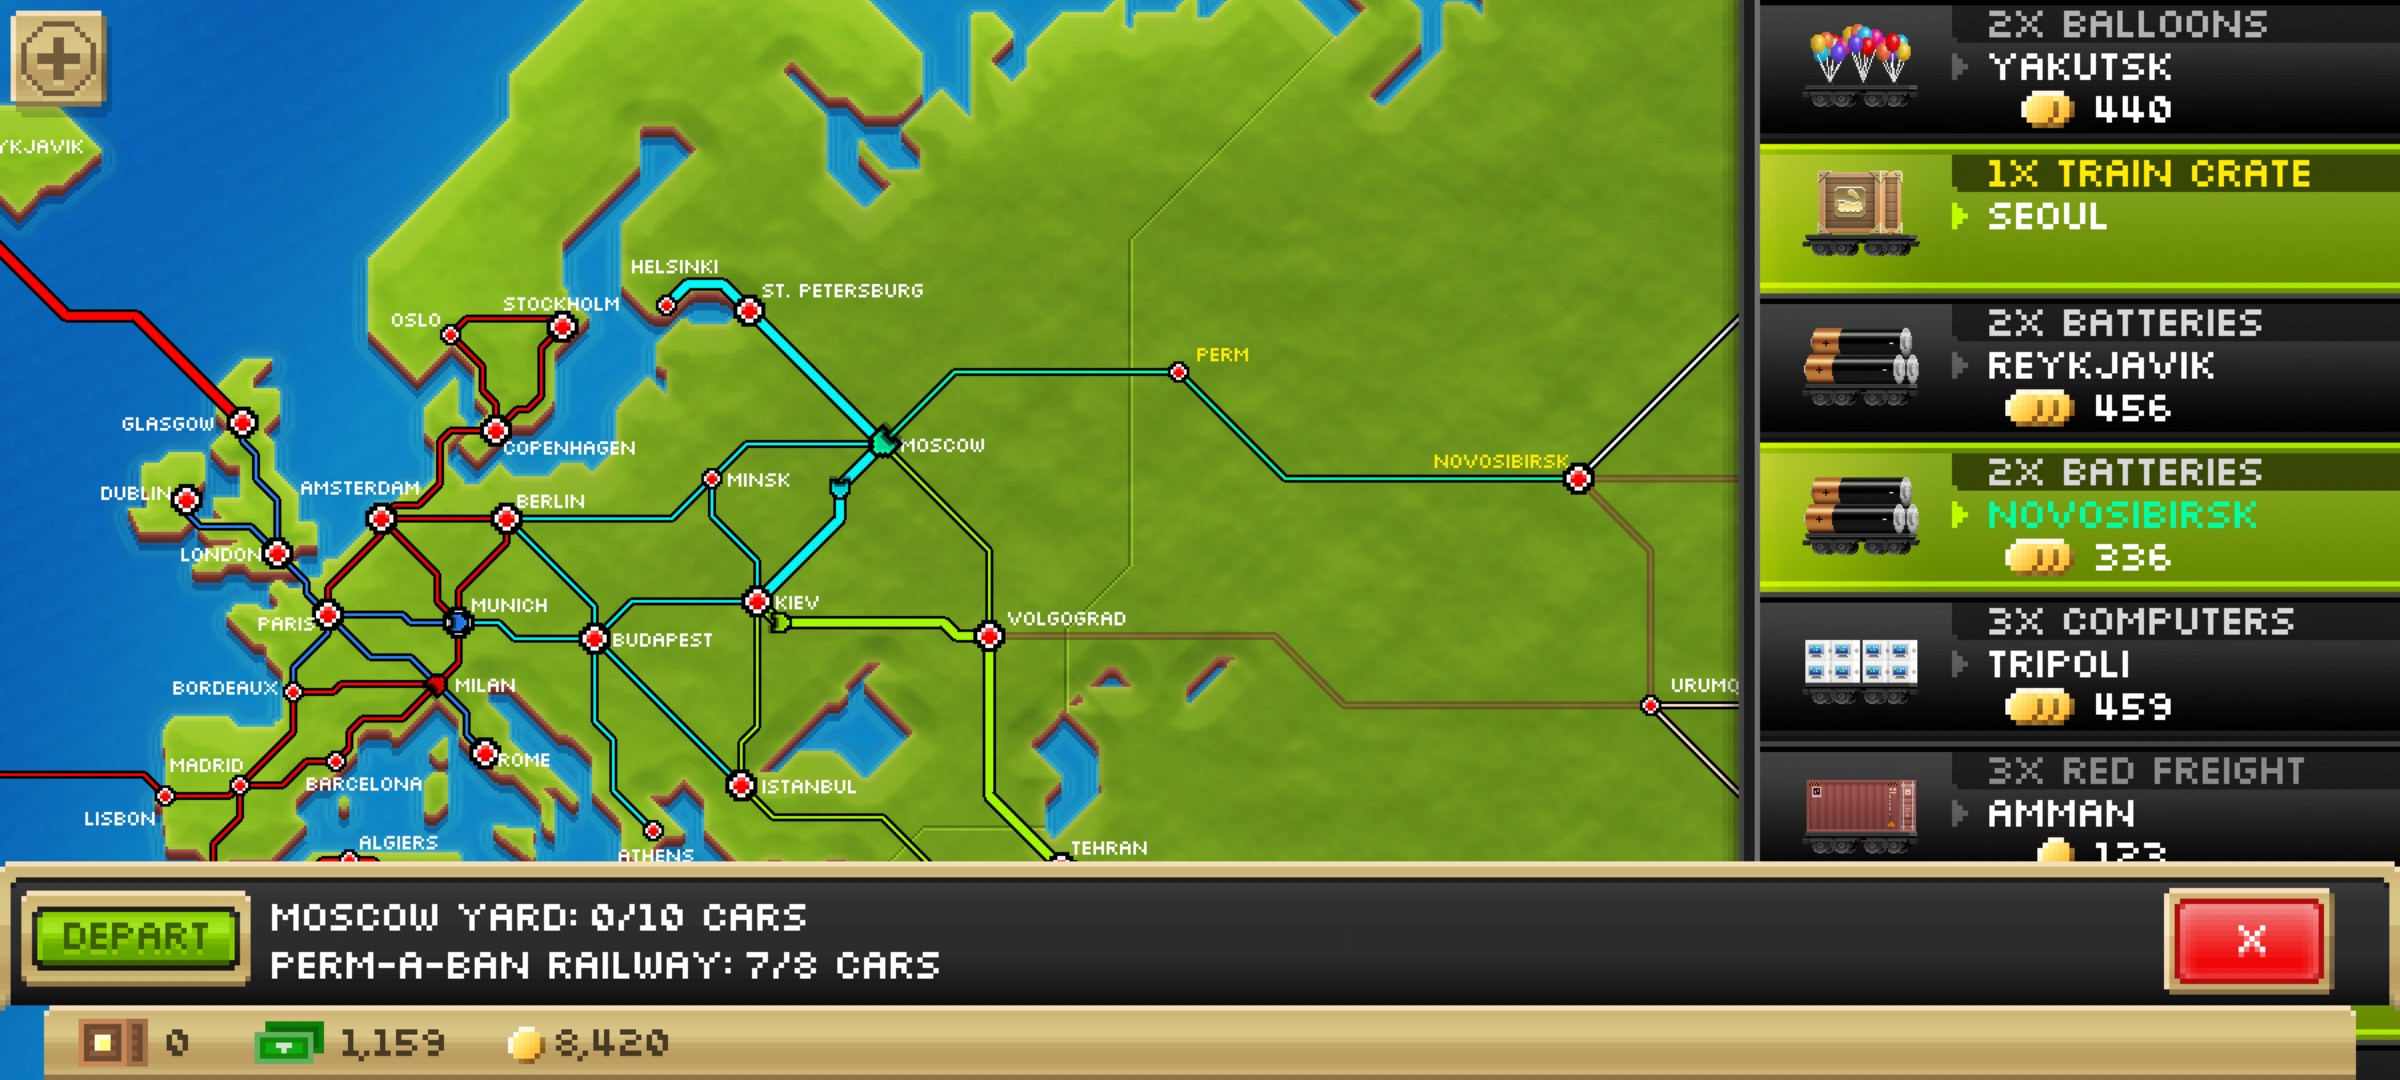 YKJAVIK
HELSINKI
ST. PETERSBURG
STOCKHOLM
OSLO
PERM
GLASGOW
COPENHAGEN
MOSCOW
NOVOSIBIRSK
MINSK
AMSTERDAM
DUBLIN
BERLIN
LONDON
MUNICH
KIEV
PARIS
VOLGOGRAD
BUDAPEST
BORDEAUX
MILAN
URUMQ
ROME
MADRID
BARCELONA
ISTANBUL
LISBON
ALGIERS
ATHENS
TEHRAN
2X BALLOONS
YAKUTSK
440
1X TRAIN CRATE
SEOUL
2X BATTERIES
REYKJAVIK
456
2X BATTERIES
NOVOSIBIRSK
336
3X COMPUTERS
TRIPOLI
459
3X RED FREIGHT
AMMAN
123
DEPART
MOSCOW YARD: 0/10 CARS
PERM-A-BAN RAILWAY: 7/8 CARS
X
0
1,159
8,420